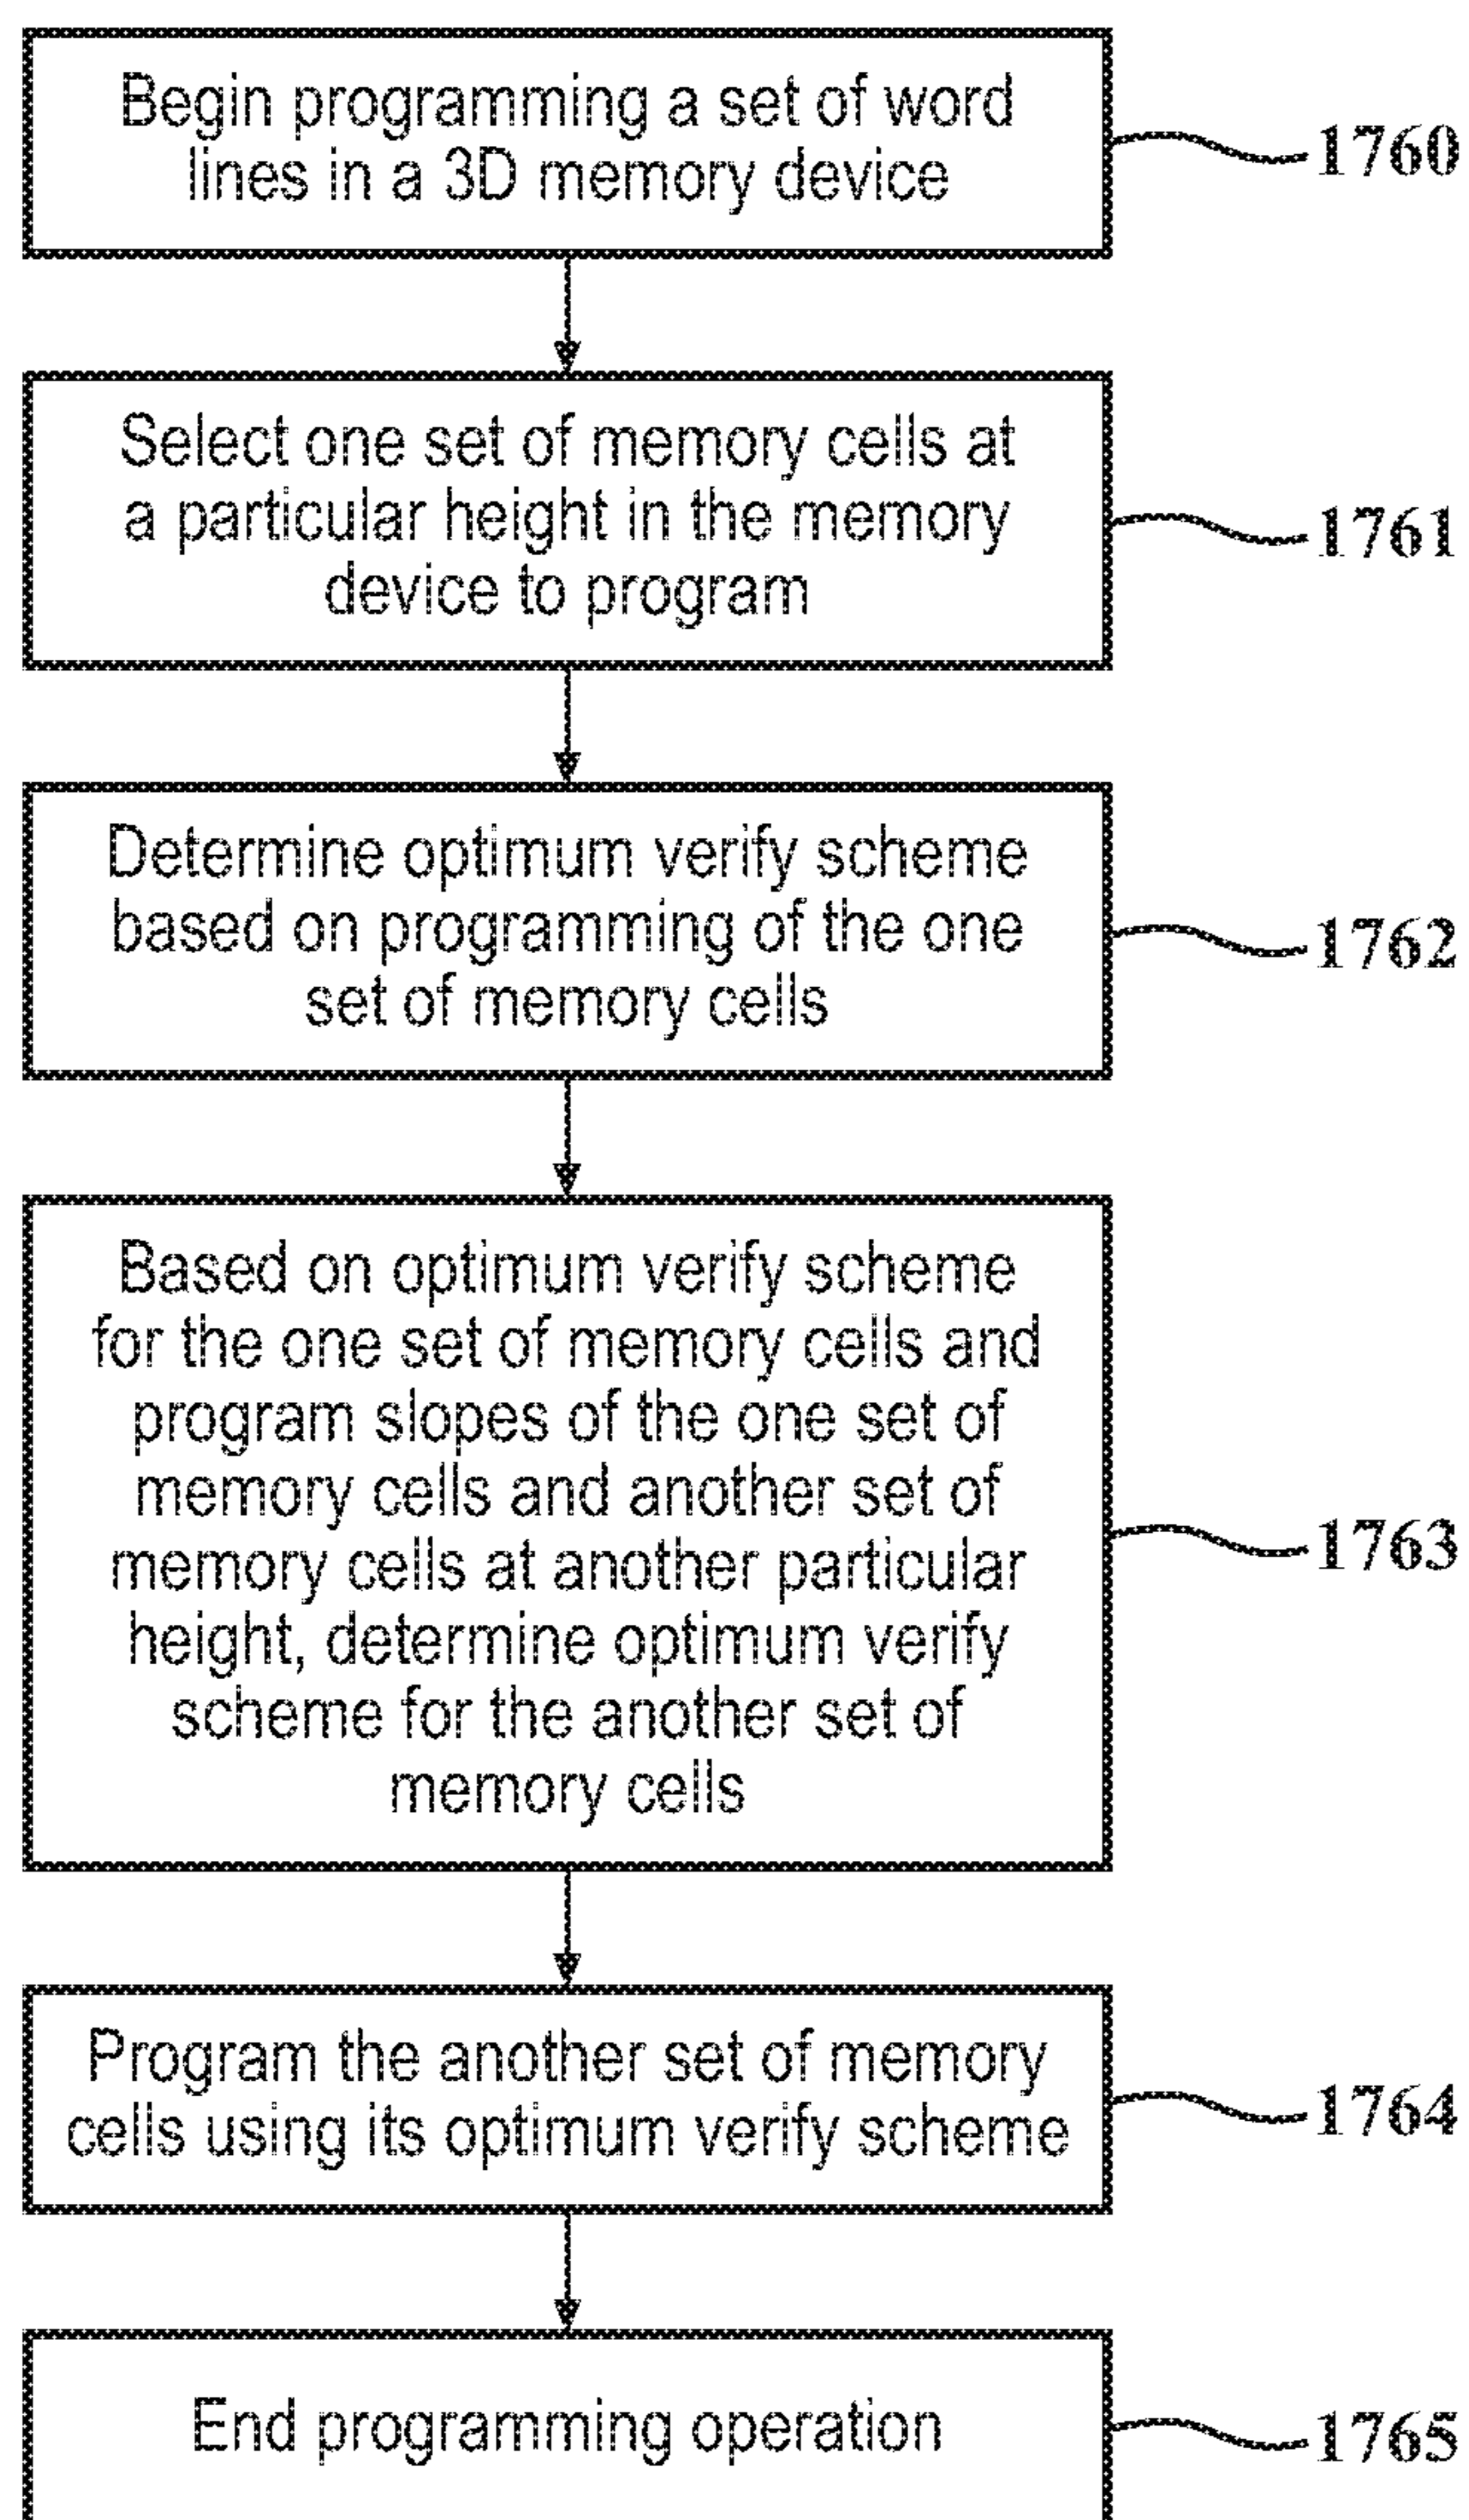 Begin programming a set of word
lines in a 3D memory device
1760
Select one set of memory cells at
a particular height in the memory
device to program
1761
Determine optimum verify scheme
based on programming of the one
set of memory cells
1762
Based on optimum verify scheme
for the one set of memory cells and
program slopes of the one set of
memory cells and another set of
memory cells at another particular
height, determine optimum verify
scheme for the another set of
memory cells
1763
Program the another set of memory
cells using its optimum verify scheme
1764
End programming operation
1765